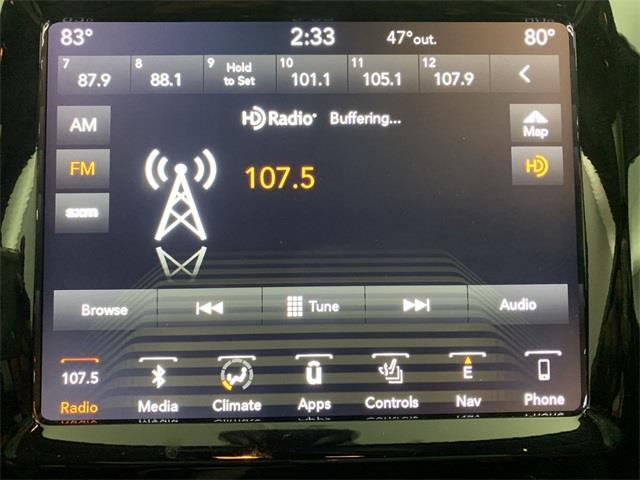 83° 2:33 47°out. 80°
7 87.9 8 88.1 9 Hold to Set 10 101.1 11 105.1 12 107.9
AM HD Radio® Buffering... Map
FM 107.5 HD
sxm
Browse Tune Audio
107.5 E
Radio Media Climate Apps Controls Nav Phone